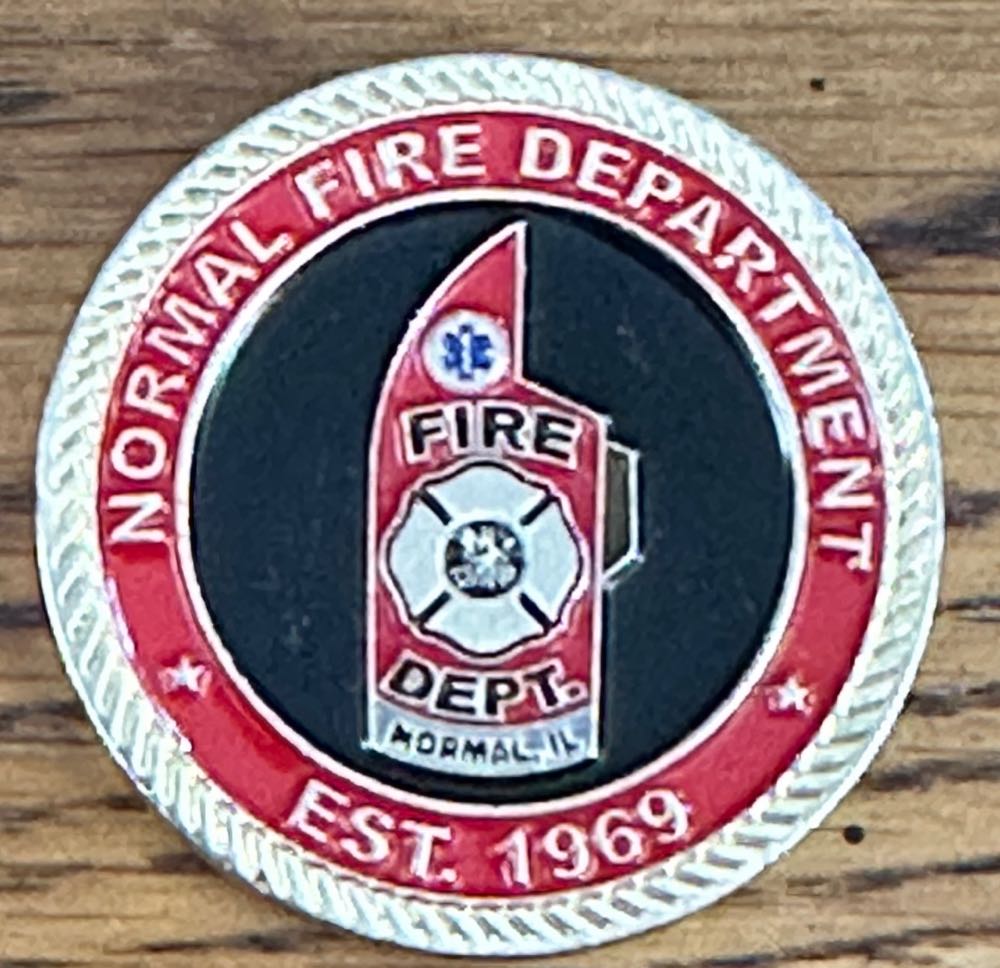 NORMAL FIRE DEPARTMENT
FIRE
DEPT.
NORMAL, IL
EST. 1969